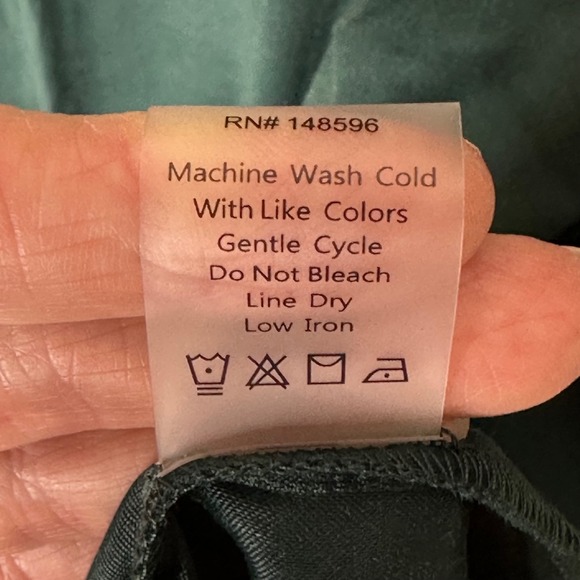 RN# 148596
Machine Wash Cold
With Like Colors
Gentle Cycle
Do Not Bleach
Line Dry
Low Iron